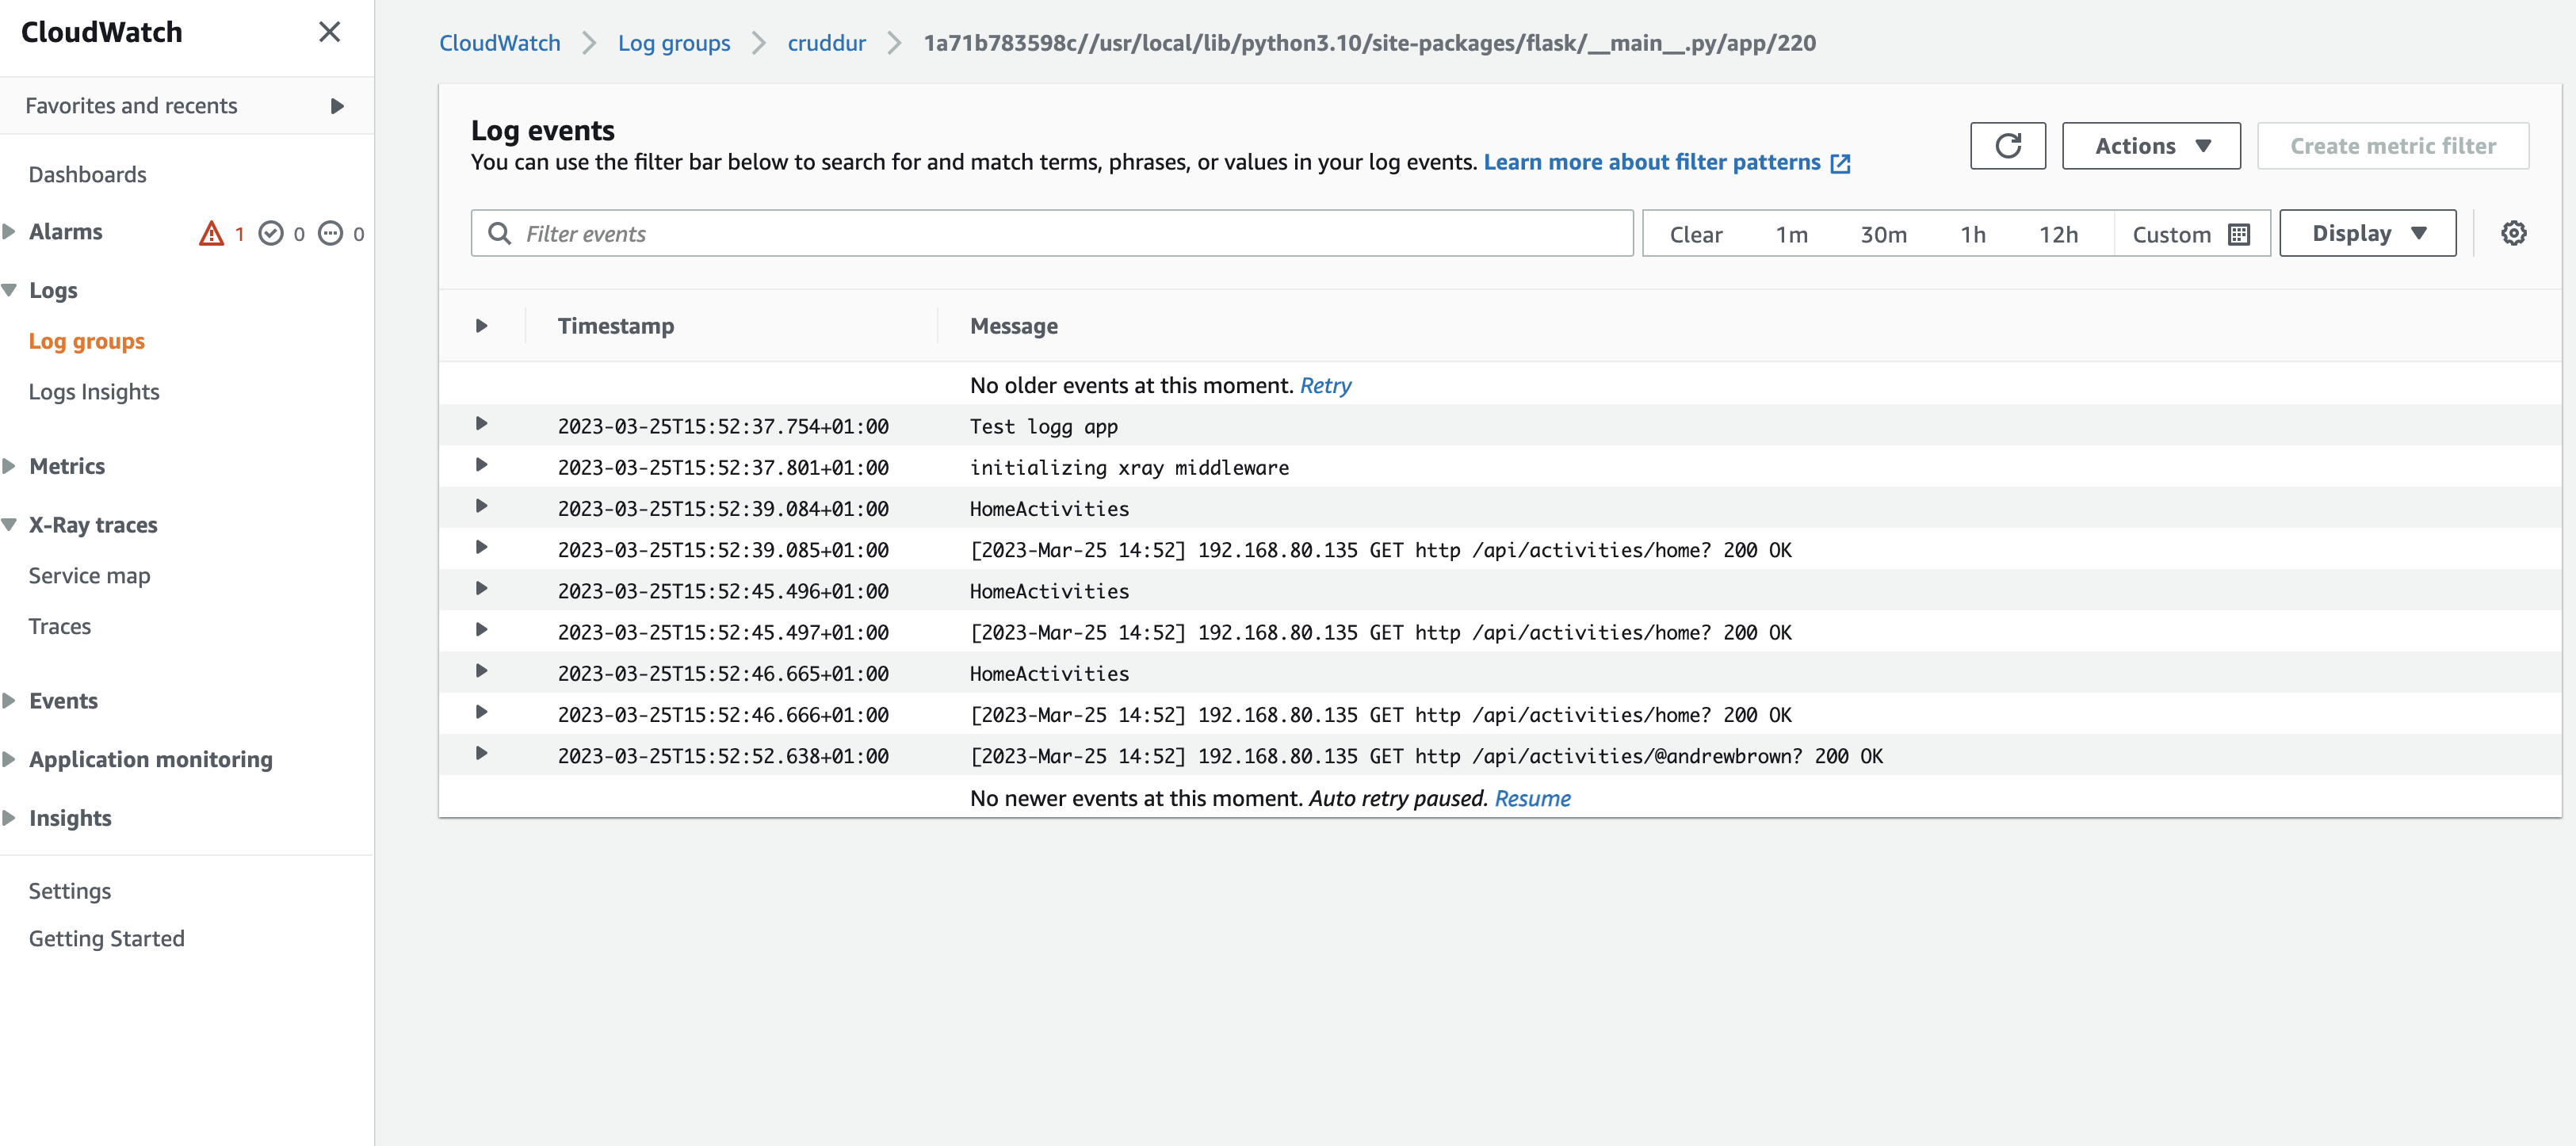 CloudWatch
Favorites and recents
Dashboards
Alarms 1 0 0
Logs
Log groups
Logs Insights
Metrics
X-Ray traces
Service map
Traces
Events
Application monitoring
Insights
Settings
Getting Started
CloudWatch Log groups cruddur 1a71b783598c//usr/local/lib/python3.10/site-packages/flask/__main__.py/app/220
Log events
You can use the filter bar below to search for and match terms, phrases, or values in your log events. Learn more about filter patterns
Actions Create metric filter
Filter events Clear 1m 30m 1h 12h Custom Display
Timestamp Message
No older events at this moment. Retry
2023-03-25T15:52:37.754+01:00 Test logg app
2023-03-25T15:52:37.801+01:00 initializing xray middleware
2023-03-25T15:52:39.084+01:00 HomeActivities
2023-03-25T15:52:39.085+01:00 [2023-Mar-25 14:52] 192.168.80.135 GET http /api/activities/home? 200 OK
2023-03-25T15:52:45.496+01:00 HomeActivities
2023-03-25T15:52:45.497+01:00 [2023-Mar-25 14:52] 192.168.80.135 GET http /api/activities/home? 200 OK
2023-03-25T15:52:46.665+01:00 HomeActivities
2023-03-25T15:52:46.666+01:00 [2023-Mar-25 14:52] 192.168.80.135 GET http /api/activities/home? 200 OK
2023-03-25T15:52:52.638+01:00 [2023-Mar-25 14:52] 192.168.80.135 GET http /api/activities/@andrewbrown? 200 OK
No newer events at this moment. Auto retry paused. Resume